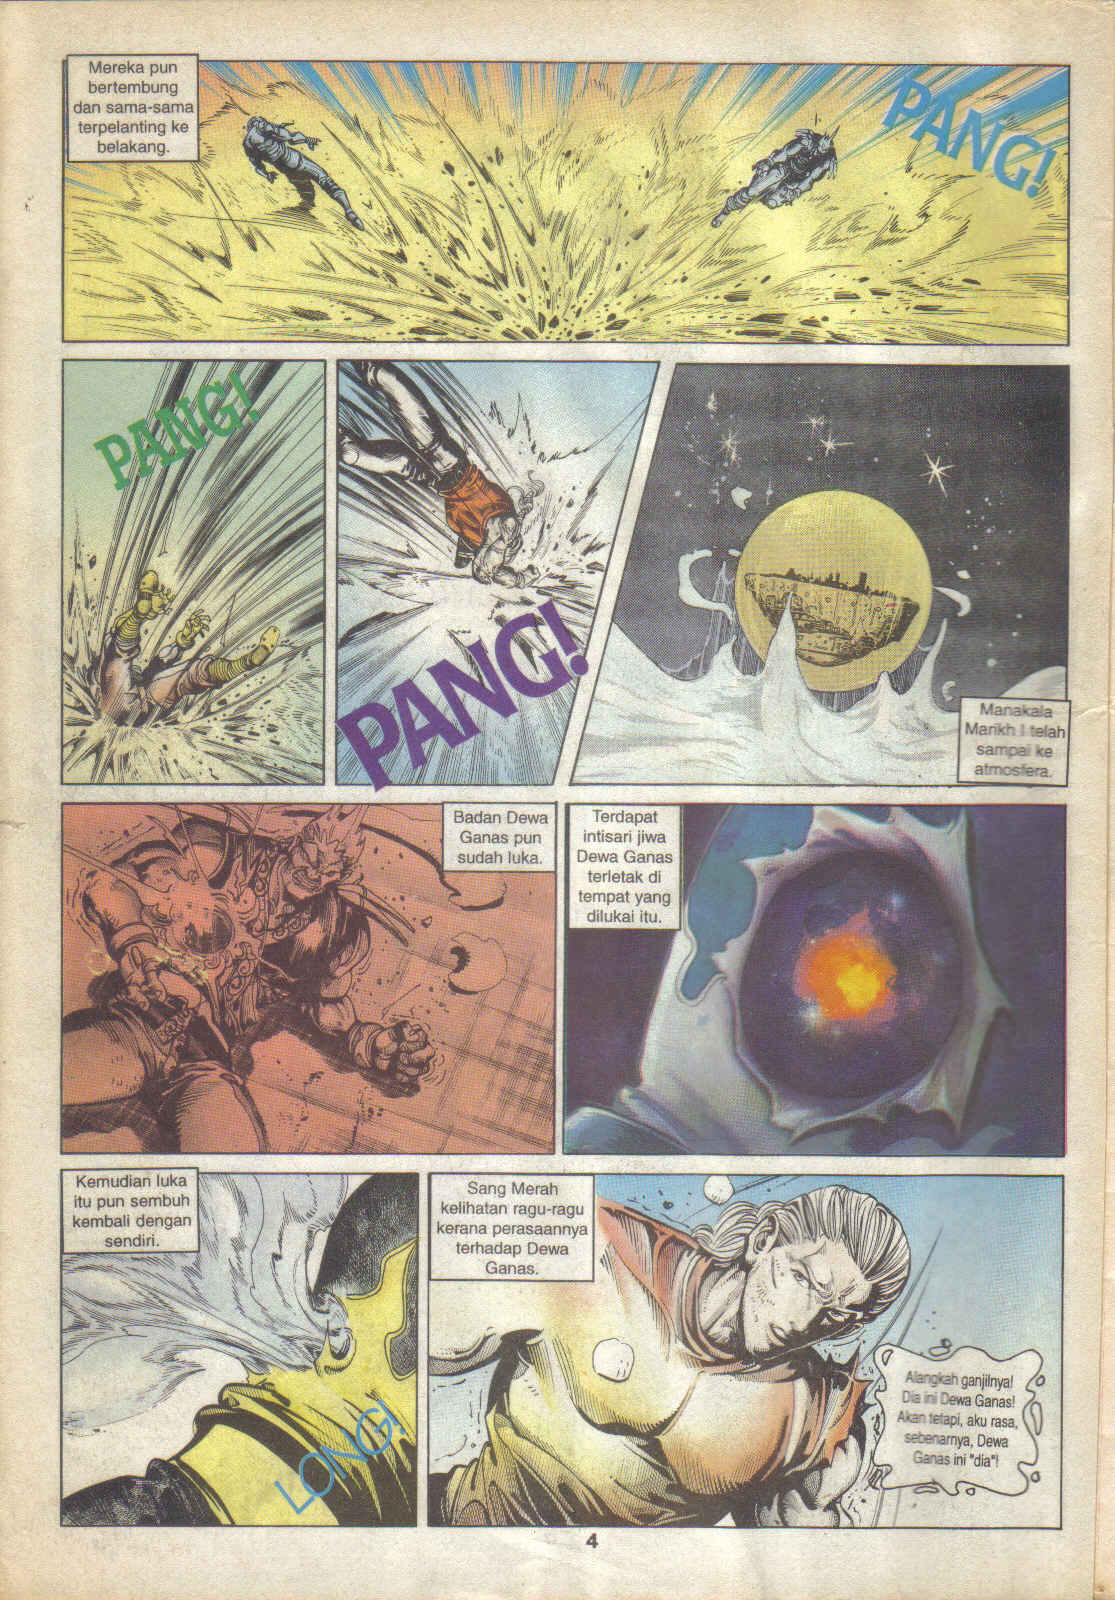 Mereka pun
bertembung
dan sama-sama
terpelanting ke
belakang.
PANG!
PANG!
PANG!
Manakala
Marikh I telah
sampai ke
atmosfera.
Badan Dewa
Ganas pun
sudah luka.
Terdapat
intisari jiwa
Dewa Ganas
terletak di
tempat yang
dilukai itu.
Kemudian luka
itu pun sembuh
kembali dengan
sendiri.
LONG!
Sang Merah
kelihatan ragu-ragu
kerana perasaannya
terhadap Dewa
Ganas.
Alangkah ganjilnya!
Dia ini Dewa Ganas!
Akan tetapi, aku rasa,
sebenarnya, Dewa
Ganas ini "dia"!
4